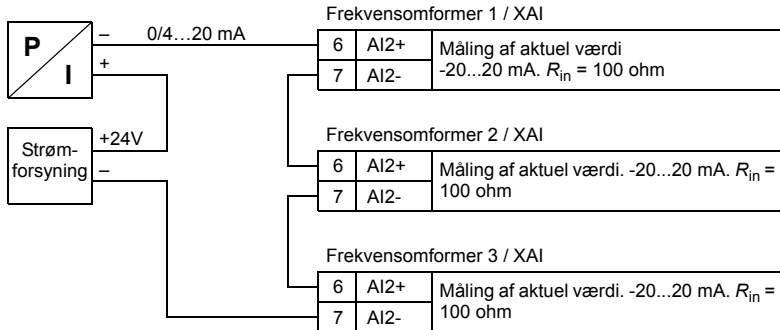 Frekvensomformer 1 / XAI
P
I
– 0/4...20 mA
+
6 AI2+ Måling af aktuel værdi
7 AI2- -20...20 mA. Rin = 100 ohm
Strøm-
forsyning
+24V
–
Frekvensomformer 2 / XAI
6 AI2+ Måling af aktuel værdi. -20...20 mA. Rin =
7 AI2- 100 ohm
Frekvensomformer 3 / XAI
6 AI2+ Måling af aktuel værdi. -20...20 mA. Rin =
7 AI2- 100 ohm